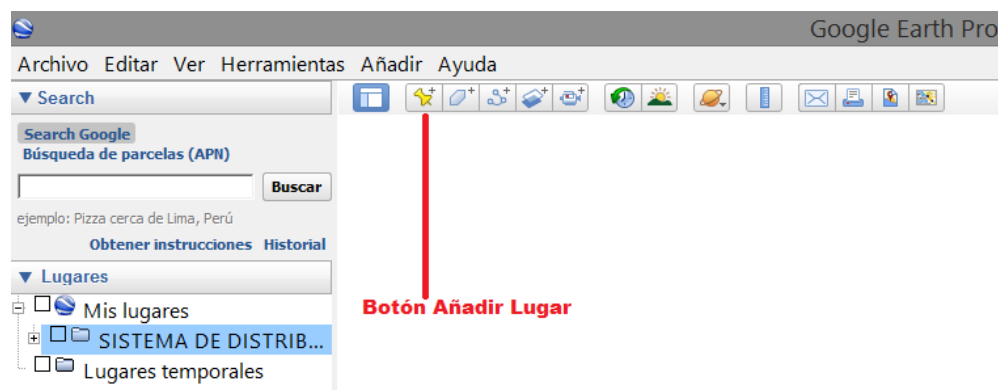 Google Earth Pro
Archivo Editar Ver Herramientas Añadir Ayuda
Search
Search Google
Búsqueda de parcelas (APN)
Buscar
ejemplo: Pizza cerca de Lima, Perú
Obtener instrucciones Historial
Lugares
Mis lugares
SISTEMA DE DISTRIB...
Lugares temporales
Botón Añadir Lugar